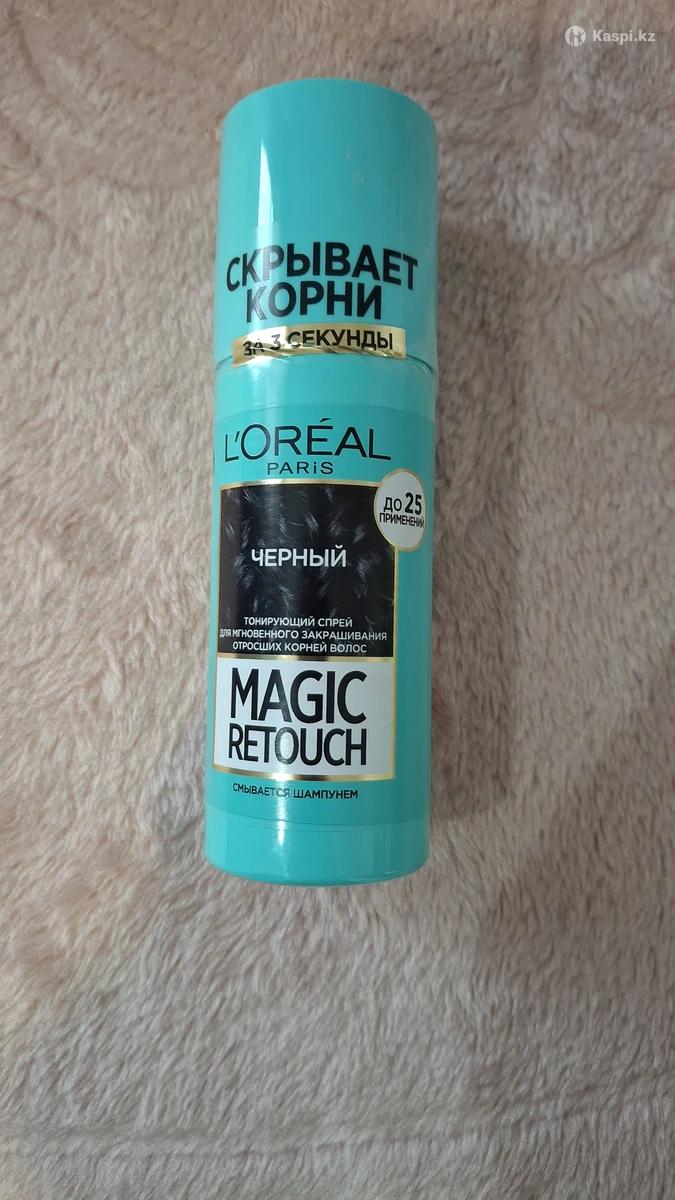 Kaspi.kz
СКРЫВАЕТ
КОРНИ
ЗА 3 СЕКУНДЫ
L'ORÉAL
PARIS
ДО 25
ПРИМЕНЕНИЙ
ЧЕРНЫЙ
ТОНИРУЮЩИЙ СПРЕЙ
ДЛЯ МГНОВЕННОГО ЗАКРАШИВАНИЯ
ОТРОСШИХ КОРНЕЙ ВОЛОС
MAGIC
RETOUCH
СМЫВАЕТСЯ ШАМПУНЕМ